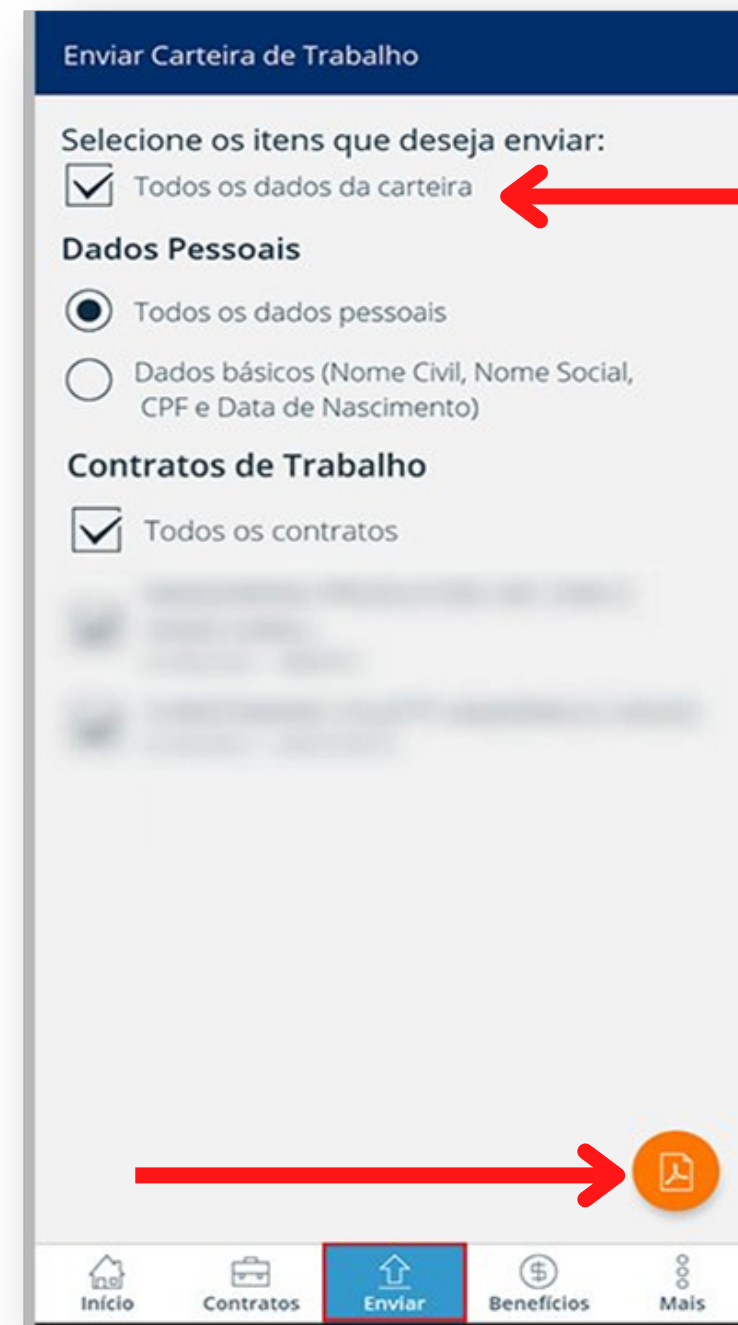 Enviar Carteira de Trabalho
Selecione os itens que deseja enviar:
Todos os dados da carteira
Dados Pessoais
Todos os dados pessoais
Dados básicos (Nome Civil, Nome Social,
CPF e Data de Nascimento)
Contratos de Trabalho
Todos os contratos
Início
Contratos
Enviar
Benefícios
Mais